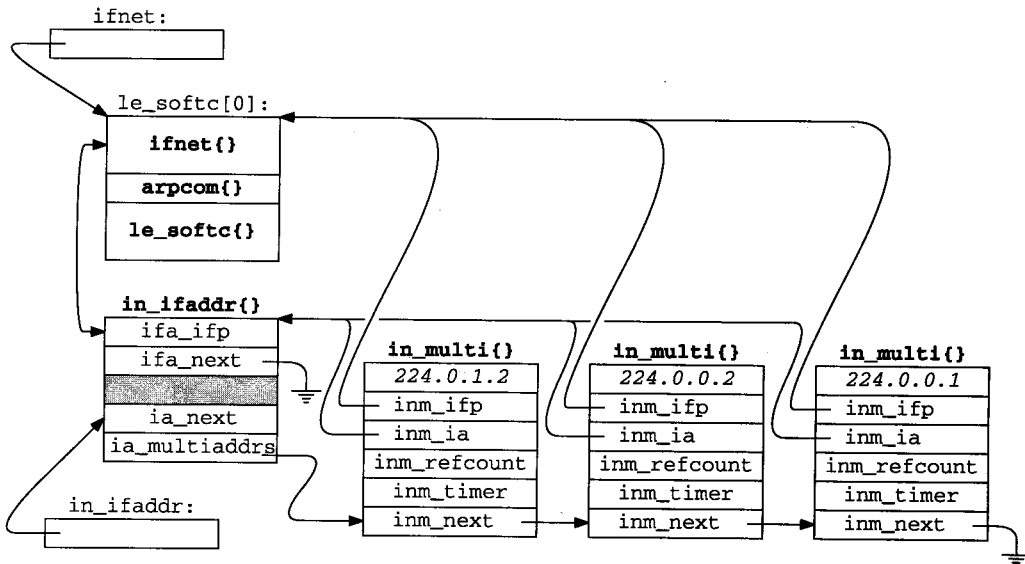 ifnet:
le_softc[0]:
ifnet{}
arpcom{}
le_softc{}
in_ifaddr{}
ifa_ifp
ifa_next
ia_next
ia_multiaddrs
in_ifaddr:
in_multi{}
224.0.1.2
inm_ifp
inm_ia
inm_refcount
inm_timer
inm_next
in_multi{}
224.0.0.2
inm_ifp
inm_ia
inm_refcount
inm_timer
inm_next
in_multi{}
224.0.0.1
inm_ifp
inm_ia
inm_refcount
inm_timer
inm_next